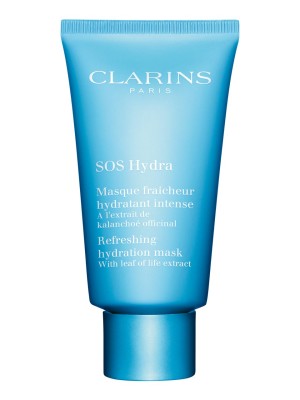 CLARINS
PARIS
SOS Hydra
Masque fraîcheur
hydratant intense
A l'extrait de
kalanchoé officinal
Refreshing
hydration mask
With leaf of life extract